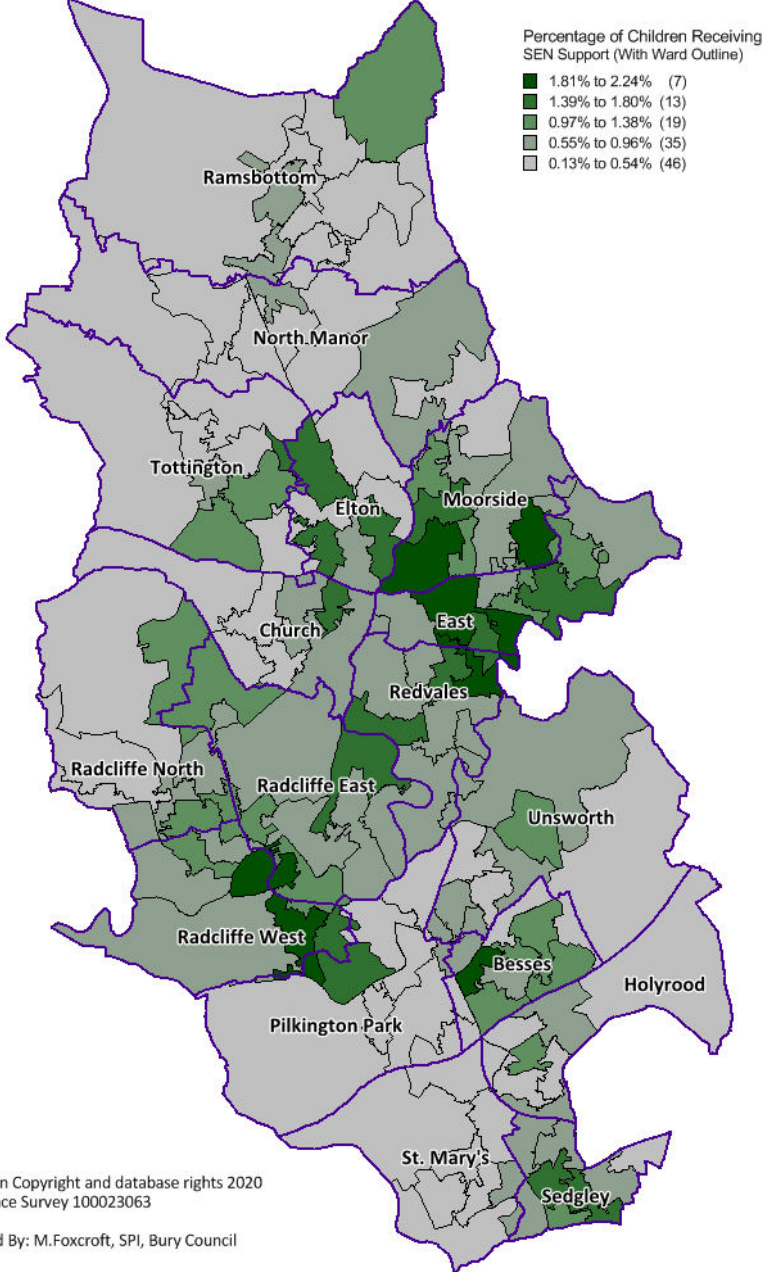 Percentage of Children Receiving
SEN Support (With Ward Outline)
1.81% to 2.24% (7)
1.39% to 1.80% (13)
0.97% to 1.38% (19)
0.55% to 0.96% (35)
0.13% to 0.54% (46)
Ramsbottom
North Manor
Tottington
Elton
Moorside
Church
East
Redvales
Radcliffe North
Radcliffe East
Unsworth
Radcliffe West
Besses
Holyrood
Pilkington Park
St. Mary's
Sedgley
n Copyright and database rights 2020
ce Survey 100023063
d By: M.Foxcroft, SPI, Bury Council